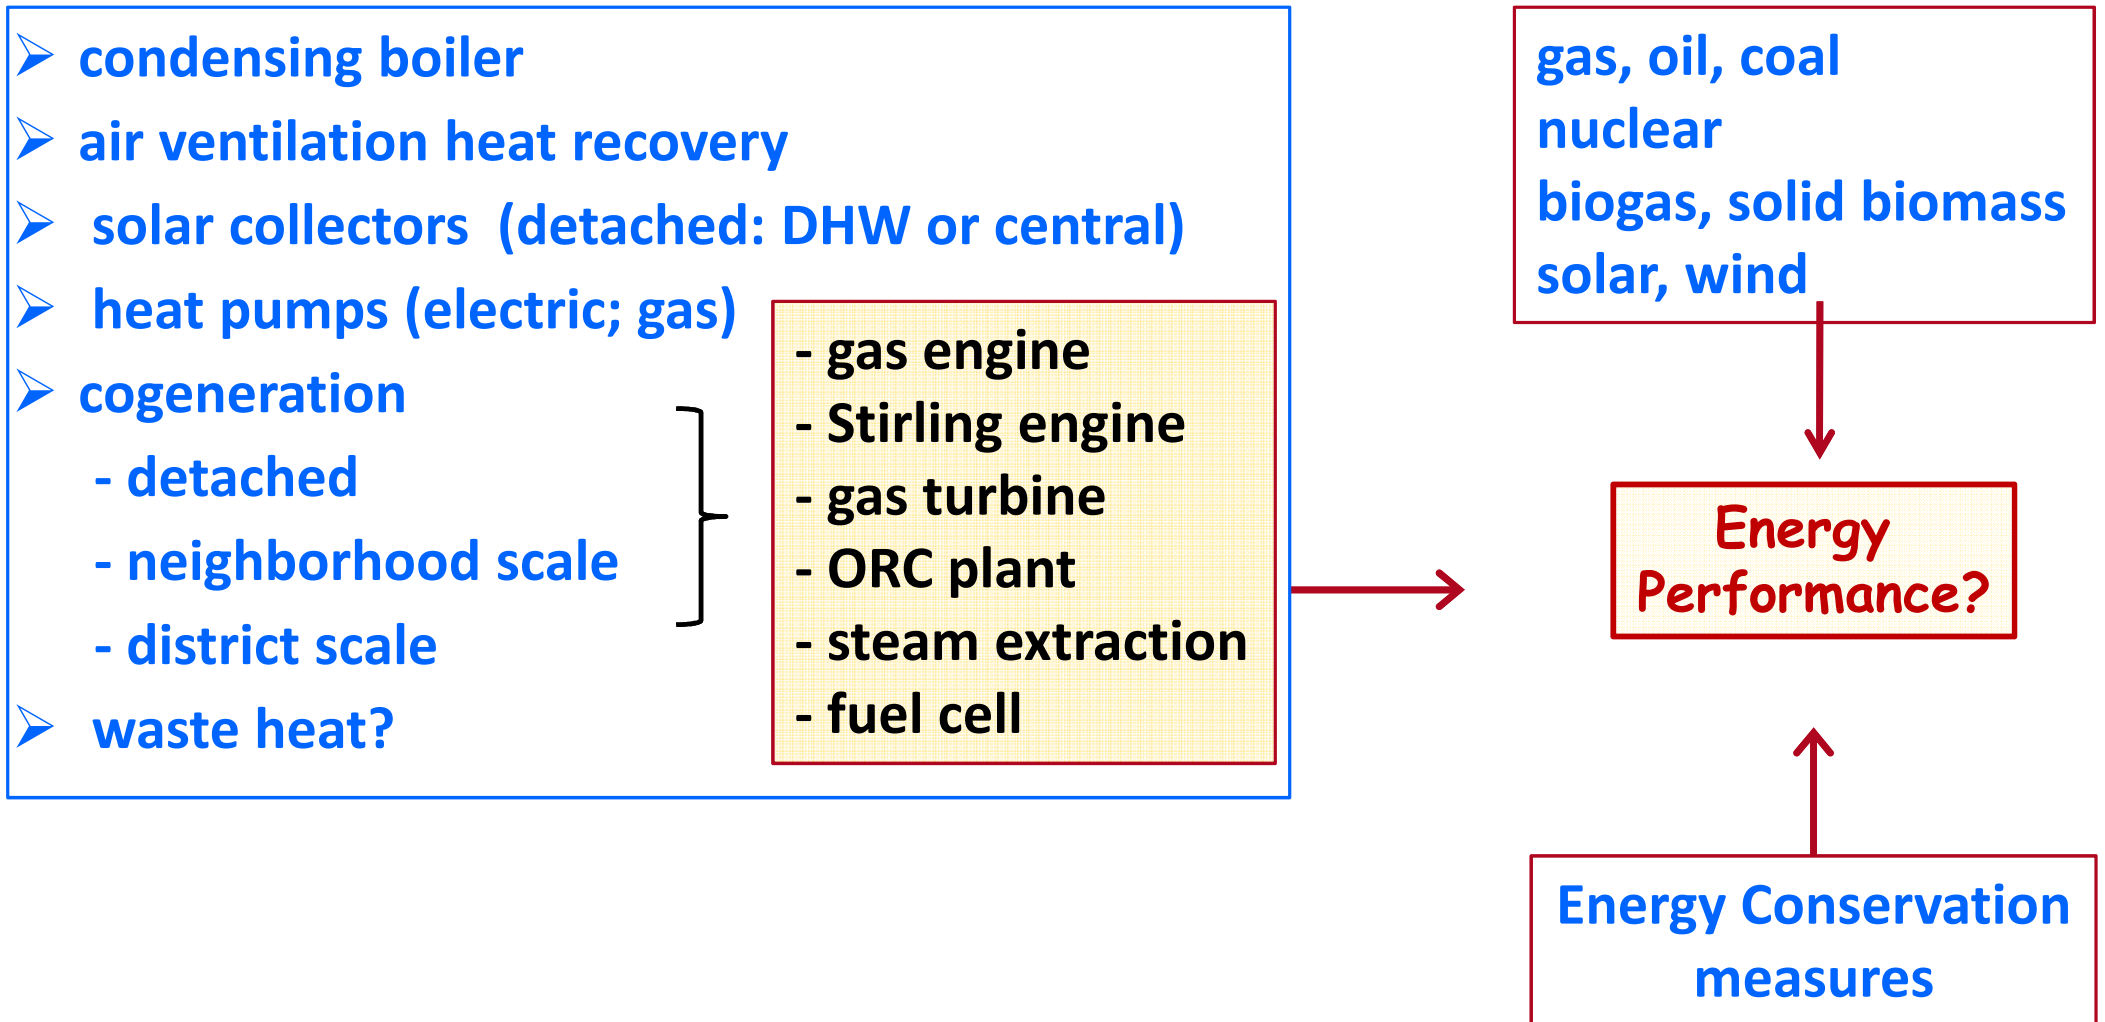 condensing boiler
air ventilation heat recovery
solar collectors (detached: DHW or central)
heat pumps (electric; gas)
cogeneration
- detached
- neighborhood scale
- district scale
waste heat?
- gas engine
- Stirling engine
- gas turbine
- ORC plant
- steam extraction
- fuel cell
gas, oil, coal
nuclear
biogas, solid biomass
solar, wind
Energy
Performance?
Energy Conservation
measures